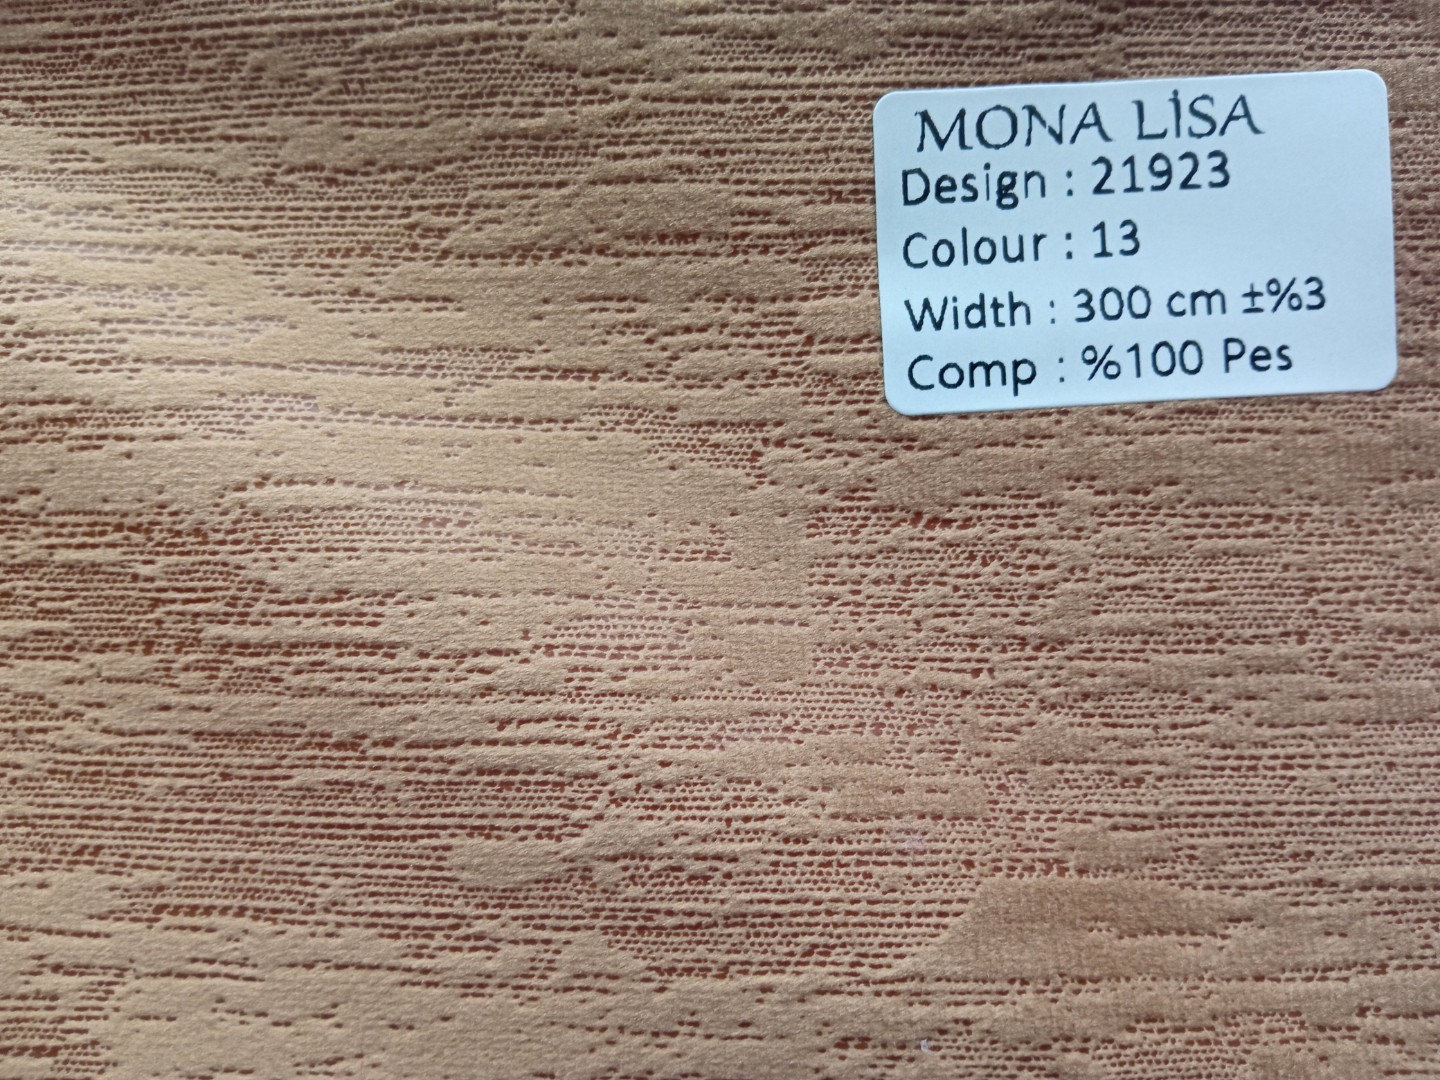 MONA LİSA
Design : 21923
Colour : 13
Width : 300 cm ±%3
Comp : %100 Pes